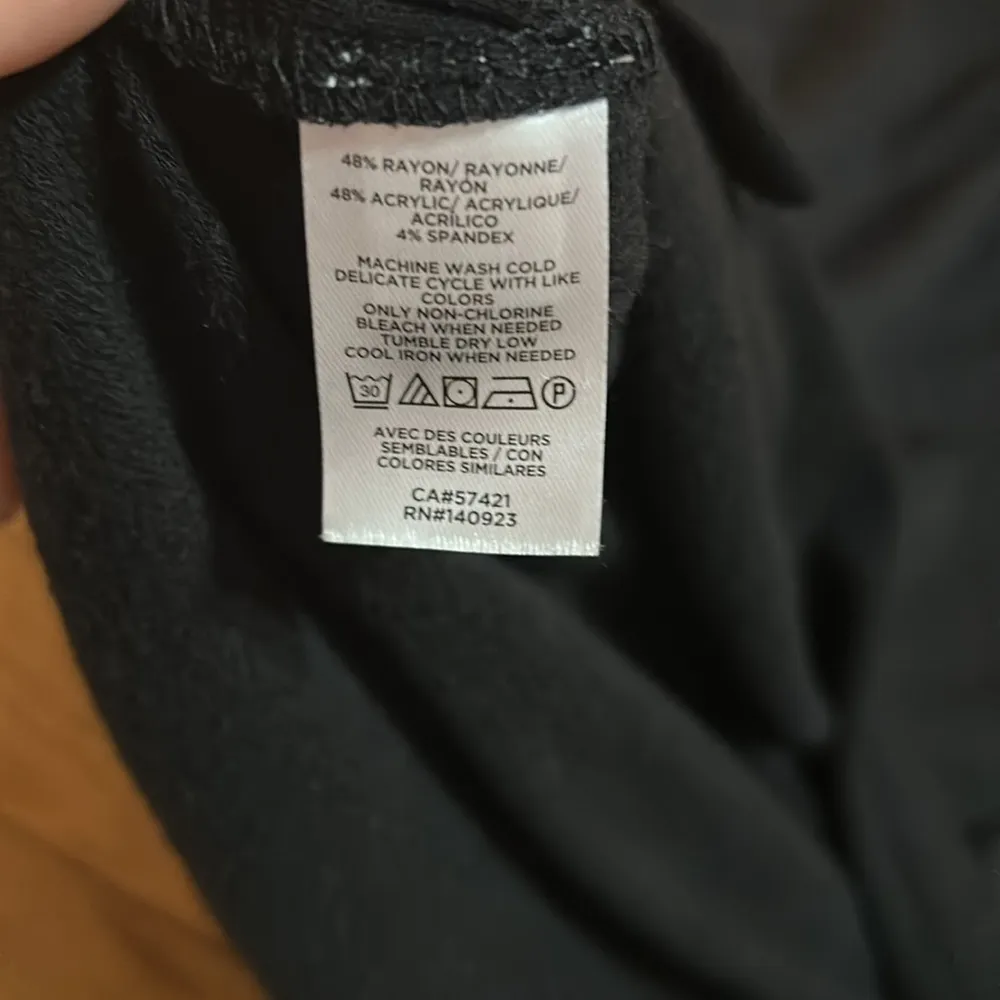 48% RAYON/ RAYONNE/
RAYÓN
48% ACRYLIC/ ACRYLIQUE/
ACRÍLICO
4% SPANDEX
MACHINE WASH COLD
DELICATE CYCLE WITH LIKE
COLORS
ONLY NON-CHLORINE
BLEACH WHEN NEEDED
TUMBLE DRY LOW
COOL IRON WHEN NEEDED
30 P
AVEC DES COULEURS
SEMBLABLES / CON
COLORES SIMILARES
CA#57421
RN#140923